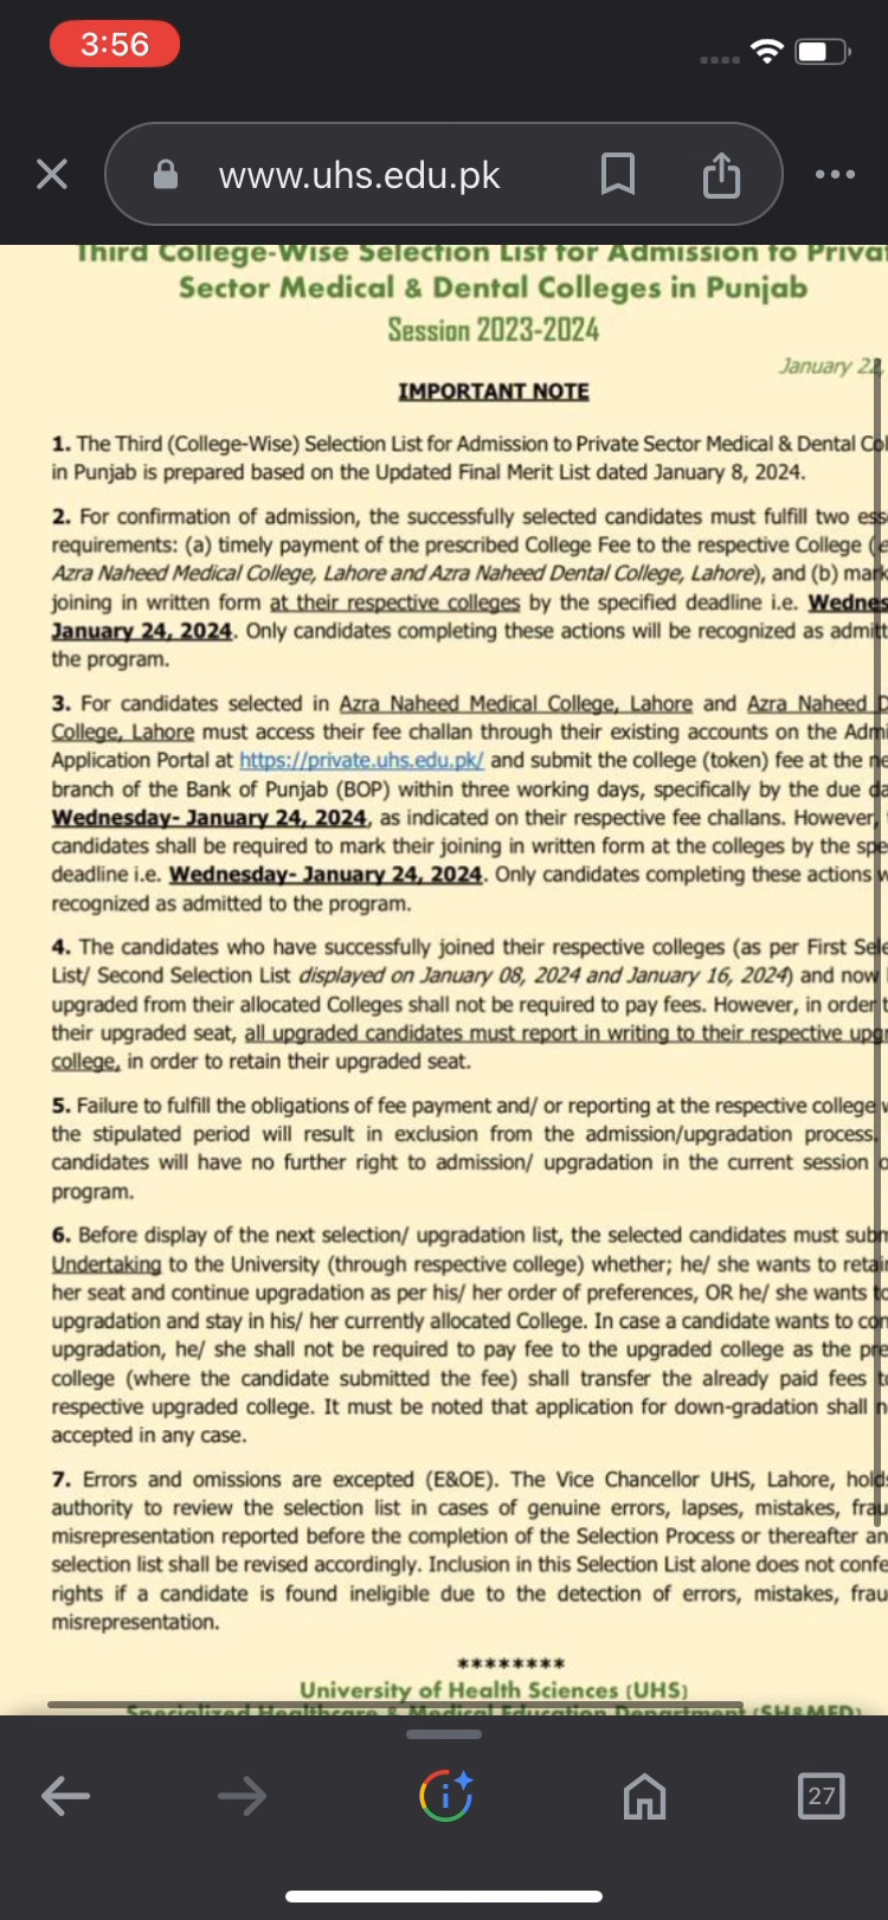 3:56
www.uhs.edu.pk
Third College-Wise Selection List for Admission to
Sector Medical & Dental Colleges in Punjab
Session 2023-2024
January 22,
IMPORTANT NOTE
1. The Third (College-Wise) Selection List for Admission to Private Sector Medical & Dental
in Punjab is prepared based on the Updated Final Merit List dated January 8, 2024.
2. For confirmation of admission, the successfully selected candidates must fulfill two
requirements: (a) timely payment of the prescribed College Fee to the respective College (
Azra Naheed Medical College, Lahore and Azra Naheed Dental College, Lahore), and (b)
joining in written form at their respective colleges by the specified deadline i.e.
January 24, 2024. Only candidates completing these actions will be recognized as
the program.
3. For candidates selected in Azra Naheed Medical College, Lahore and Azra Naheed
College, Lahore must access their fee challan through their existing accounts on the
Application Portal at https://private.uhs.edu.pk/ and submit the college (token) fee at the
branch of the Bank of Punjab (BOP) within three working days, specifically by the due
Wednesday- January 24, 2024, as indicated on their respective fee challans. However,
candidates shall be required to mark their joining in written form at the colleges by the
deadline i.e. Wednesday- January 24, 2024. Only candidates completing these actions
recognized as admitted to the program.
4. The candidates who have successfully joined their respective colleges (as per First
List/ Second Selection List displayed on January 08, 2024 and January 16, 2024) and now
upgraded from their allocated Colleges shall not be required to pay fees. However, in order
their upgraded seat, all upgraded candidates must report in writing to their respective
college, in order to retain their upgraded seat.
5. Failure to fulfill the obligations of fee payment and/ or reporting at the respective college
the stipulated period will result in exclusion from the admission/upgradation process.
candidates will have no further right to admission/ upgradation in the current session
program.
6. Before display of the next selection/ upgradation list, the selected candidates must
Undertaking to the University (through respective college) whether; he/ she wants to
her seat and continue upgradation as per his/ her order of preferences, OR he/ she wants
upgradation and stay in his/ her currently allocated College. In case a candidate wants to
upgradation, he/ she shall not be required to pay fee to the upgraded college as the
college (where the candidate submitted the fee) shall transfer the already paid fees
respective upgraded college. It must be noted that application for down-gradation shall
accepted in any case.
7. Errors and omissions are excepted (E&OE). The Vice Chancellor UHS, Lahore,
authority to review the selection list in cases of genuine errors, lapses, mistakes,
misrepresentation reported before the completion of the Selection Process or thereafter
selection list shall be revised accordingly. Inclusion in this Selection List alone does not
rights if a candidate is found ineligible due to the detection of errors, mistakes,
misrepresentation.
********
University of Health Sciences (UHS)
Specialized Healthcare & Medical Education Department (SH&MED)
27